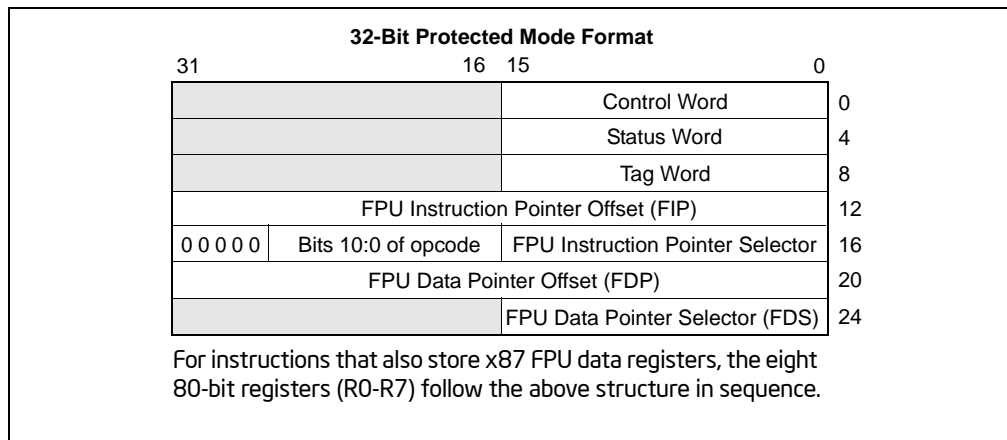 32-Bit Protected Mode Format
31 16 15 0
Control Word 0
Status Word 4
Tag Word 8
FPU Instruction Pointer Offset (FIP) 12
0 0 0 0 0 Bits 10:0 of opcode FPU Instruction Pointer Selector 16
FPU Data Pointer Offset (FDP) 20
FPU Data Pointer Selector (FDS) 24
For instructions that also store x87 FPU data registers, the eight
80-bit registers (R0-R7) follow the above structure in sequence.